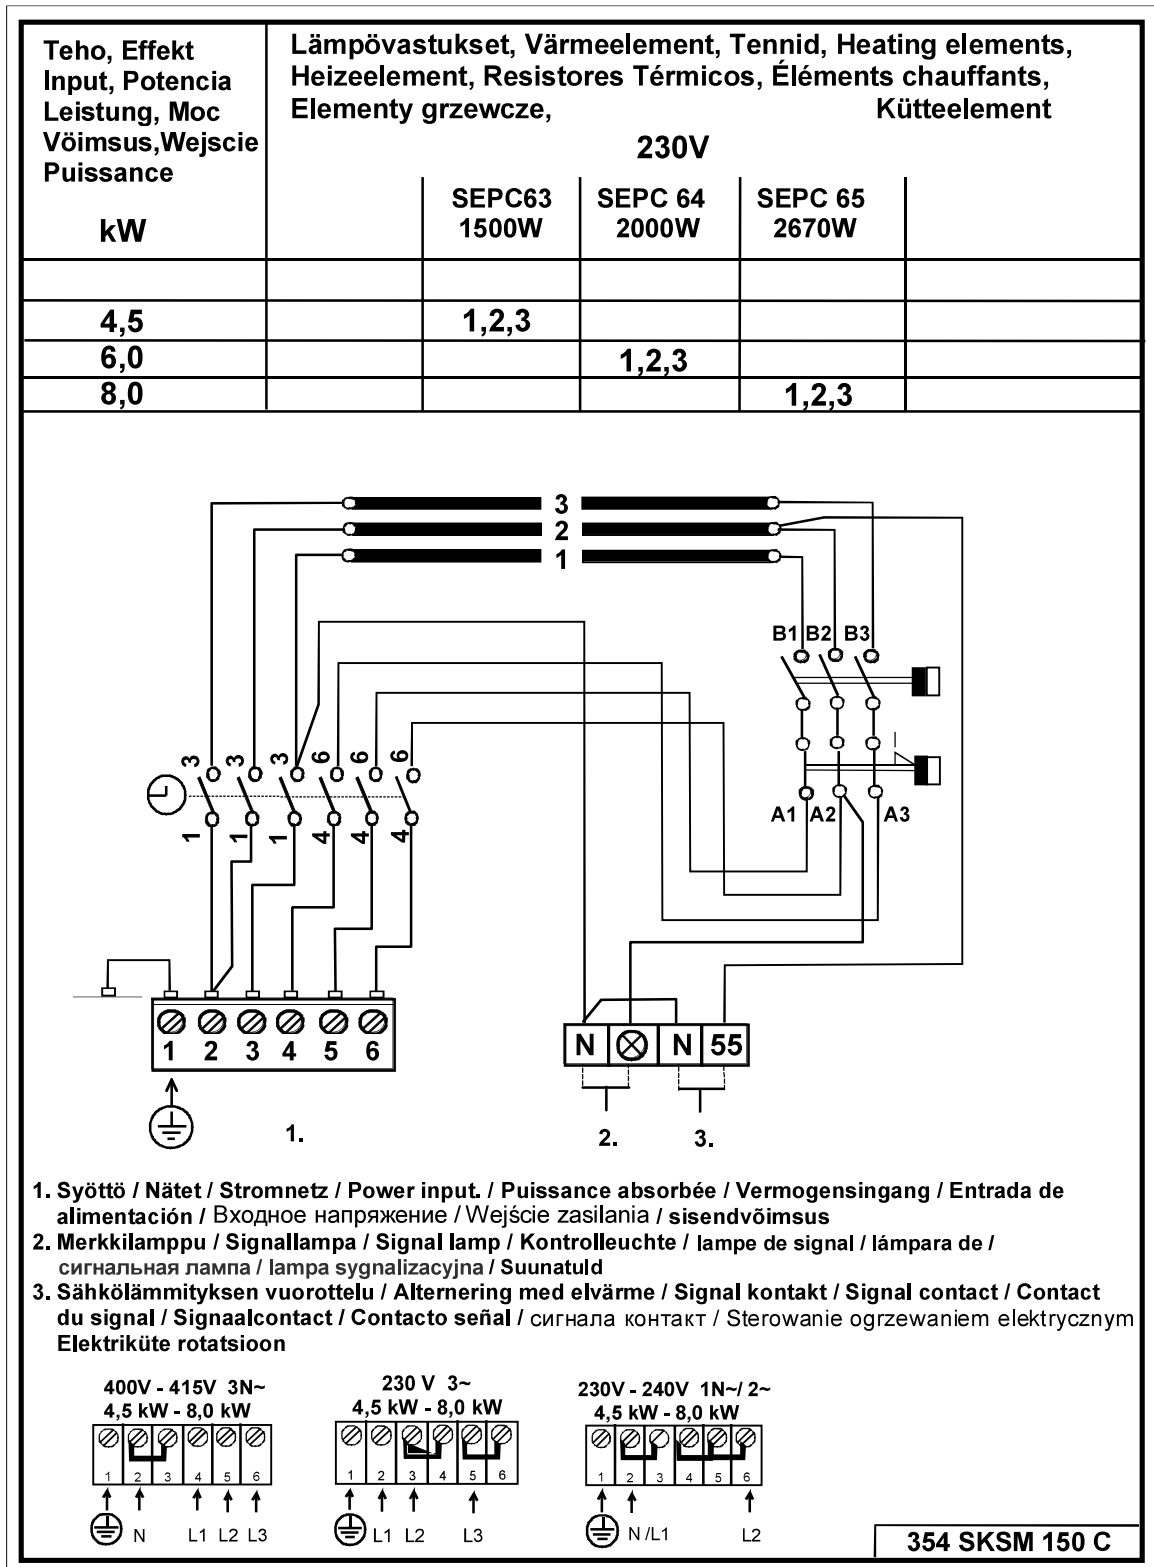 Teho, Effekt
Input, Potencia
Leistung, Moc
Vöimsus,Wejscie
Puissance
kW
Lämpövastukset, Värmeelement, Tennid, Heating elements,
Heizeelement, Resistores Térmicos, Éléments chauffants,
Elementy grzewcze, Kütteelement
230V
SEPC63 SEPC 64 SEPC 65
1500W 2000W 2670W
4,5 1,2,3
6,0 1,2,3
8,0 1,2,3
3
2
1
B1 B2 B3
3 3 3 6 6 6
1 1 1 4 4 4
A1 A2 A3
1 2 3 4 5 6
N N 55
1. 2. 3.
1. Syöttö / Nätet / Stromnetz / Power input. / Puissance absorbée / Vermogensingang / Entrada de
alimentación / Входное напряжение / Wejście zasilania / sisendvõimsus
2. Merkkilamppu / Signallampa / Signal lamp / Kontrolleuchte / lampe de signal / lámpara de /
сигнальная лампа / lampa sygnalizacyjna / Suunatuld
3. Sähkölämmityksen vuorottelu / Alternering med elvärme / Signal kontakt / Signal contact / Contact
du signal / Signaalcontact / Contacto señal / сигнала контакт / Sterowanie ogrzewaniem elektrycznym
Elektriküte rotatsioon
400V - 415V 3N~
4,5 kW - 8,0 kW
1 2 3 4 5 6
N L1 L2 L3
230 V 3~
4,5 kW - 8,0 kW
1 2 3 4 5 6
L1 L2 L3
230V - 240V 1N~/ 2~
4,5 kW - 8,0 kW
1 2 3 4 5 6
N /L1 L2
354 SKSM 150 C